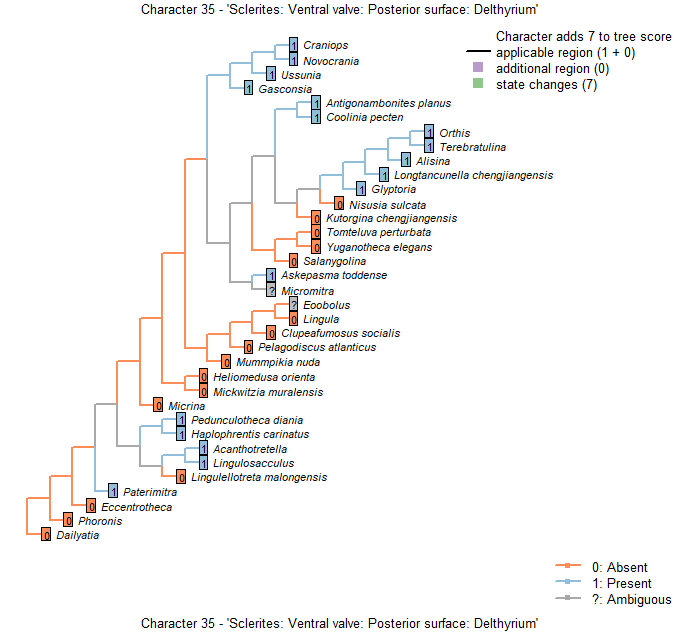 Character 35 - 'Sclerites: Ventral valve: Posterior surface: Delthyrium'
Character adds 7 to tree score
applicable region (1 + 0)
additional region (0)
state changes (7)
1 Craniops
1 Novocrania
1 Ussunia
1 Gasconsia
1 Antigonambonites planus
1 Coolinia pecten
1 Orthis
1 Terebratulina
1 Alisina
1 Longtancunella chengjiangensis
1 Glyptoria
0 Nisusia sulcata
0 Kutorgina chengjiangensis
0 Tomteluva perturbata
0 Yuganotheca elegans
0 Salanygolina
1 Askepasma toddense
? Micromitra
? Eoobolus
0 Lingula
0 Clupeafumosus socialis
0 Pelagodiscus atlanticus
0 Mummpikia nuda
0 Heliomedusa orienta
0 Mickwitzia muralensis
0 Micrina
1 Pedunculotheca diania
1 Haplophrentis carinatus
1 Acanthotretella
1 Lingulosacculus
0 Lingulellotreta malongensis
1 Paterimitra
0 Eccentrotheca
0 Phoronis
0 Dailyatia
0: Absent
1: Present
?: Ambiguous
Character 35 - 'Sclerites: Ventral valve: Posterior surface: Delthyrium'